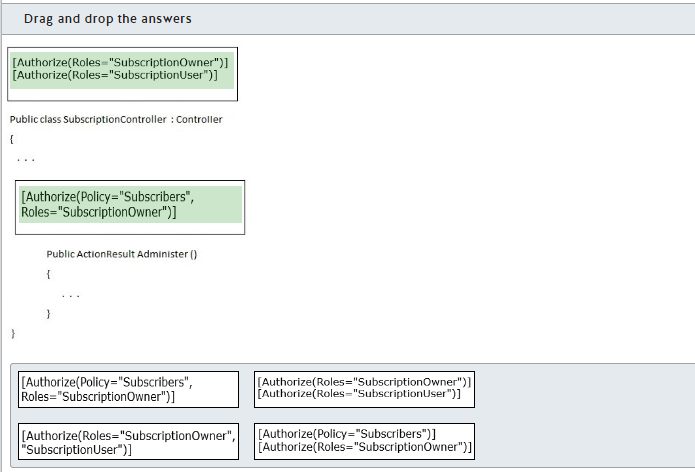 Drag and drop the answers
[Authorize(Roles="SubscriptionOwner")]
[Authorize(Roles="SubscriptionUser")]
Public class SubscriptionController : Controller
{
. . .
[Authorize(Policy="Subscribers",
Roles="SubscriptionOwner")]
Public ActionResult Administer ()
{
. . .
}
}
[Authorize(Policy="Subscribers",
Roles="SubscriptionOwner")]
[Authorize(Roles="SubscriptionOwner")]
[Authorize(Roles="SubscriptionUser")]
[Authorize(Roles="SubscriptionOwner",
"SubscriptionUser")]
[Authorize(Policy="Subscribers")]
[Authorize(Roles="SubscriptionOwner")]